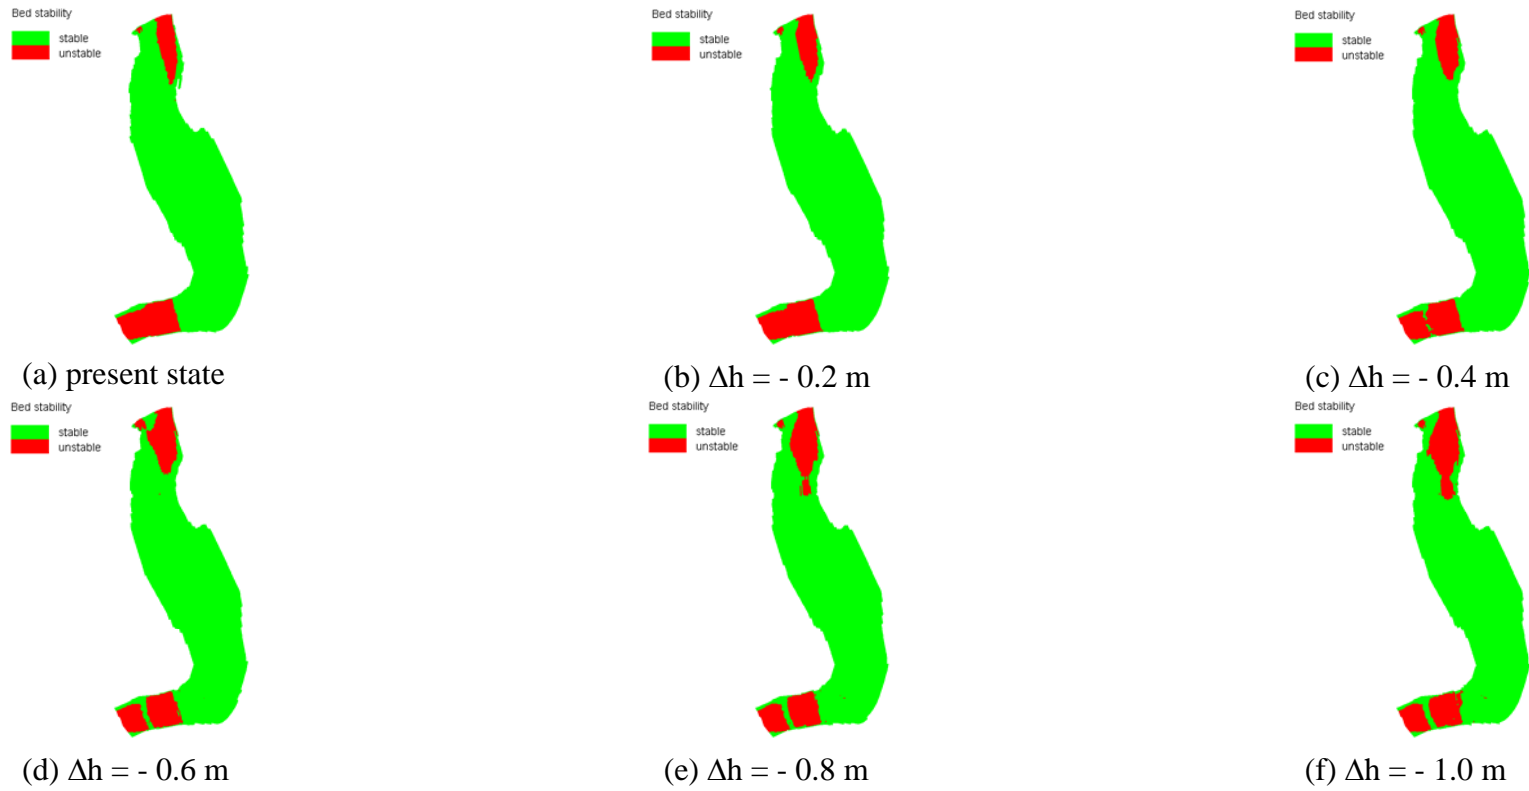 Bed stability
stable
unstable
(a) present state
Bed stability
stable
unstable
(b) Δh = - 0.2 m
Bed stability
stable
unstable
(c) Δh = - 0.4 m
Bed stability
stable
unstable
(d) Δh = - 0.6 m
Bed stability
stable
unstable
(e) Δh = - 0.8 m
Bed stability
stable
unstable
(f) Δh = - 1.0 m